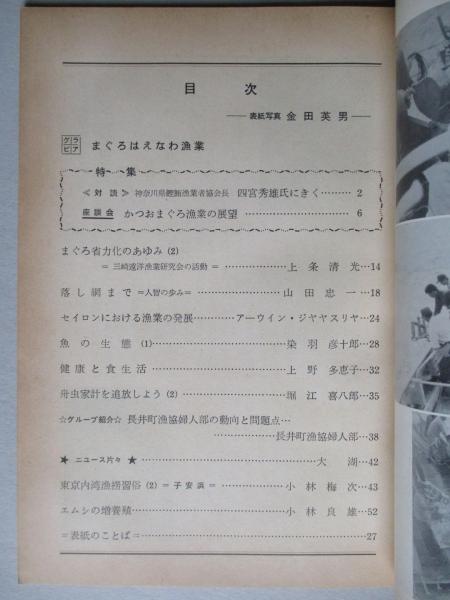 目次
──表紙写真 金田英男──
グラビア まぐろはえなわ漁業
特集
≪対談≫ 神奈川県鰹鮪漁業者協会長 四宮秀雄氏にきく……… 2
座談会 かつおまぐろ漁業の展望……………………… 6
まぐろ省力化のあゆみ (2)
=三崎遠洋漁業研究会の活動=………………上条清光…14
落し網まで=人智の歩み=………………………山田忠一…18
セイロンにおける漁業の発展…………アーウイン・ジヤヤスリヤ…24
魚の生態 (1)……………………………………染羽彦十郎…28
健康と食生活……………………………………上野多恵子…32
舟虫家計を追放しよう (2)……………………堀江喜八郎…35
☆グループ紹介☆ 長井町漁協婦人部の動向と問題点…
…………………長井町漁協婦人部…38
★ ニュース片々 ★………………………………大湖…42
東京内湾漁撈習俗 (2) =子安浜=………………小林梅次…43
エムシの増養殖……………………………………小林良雄…52
=表紙のことば=……………………………………………27